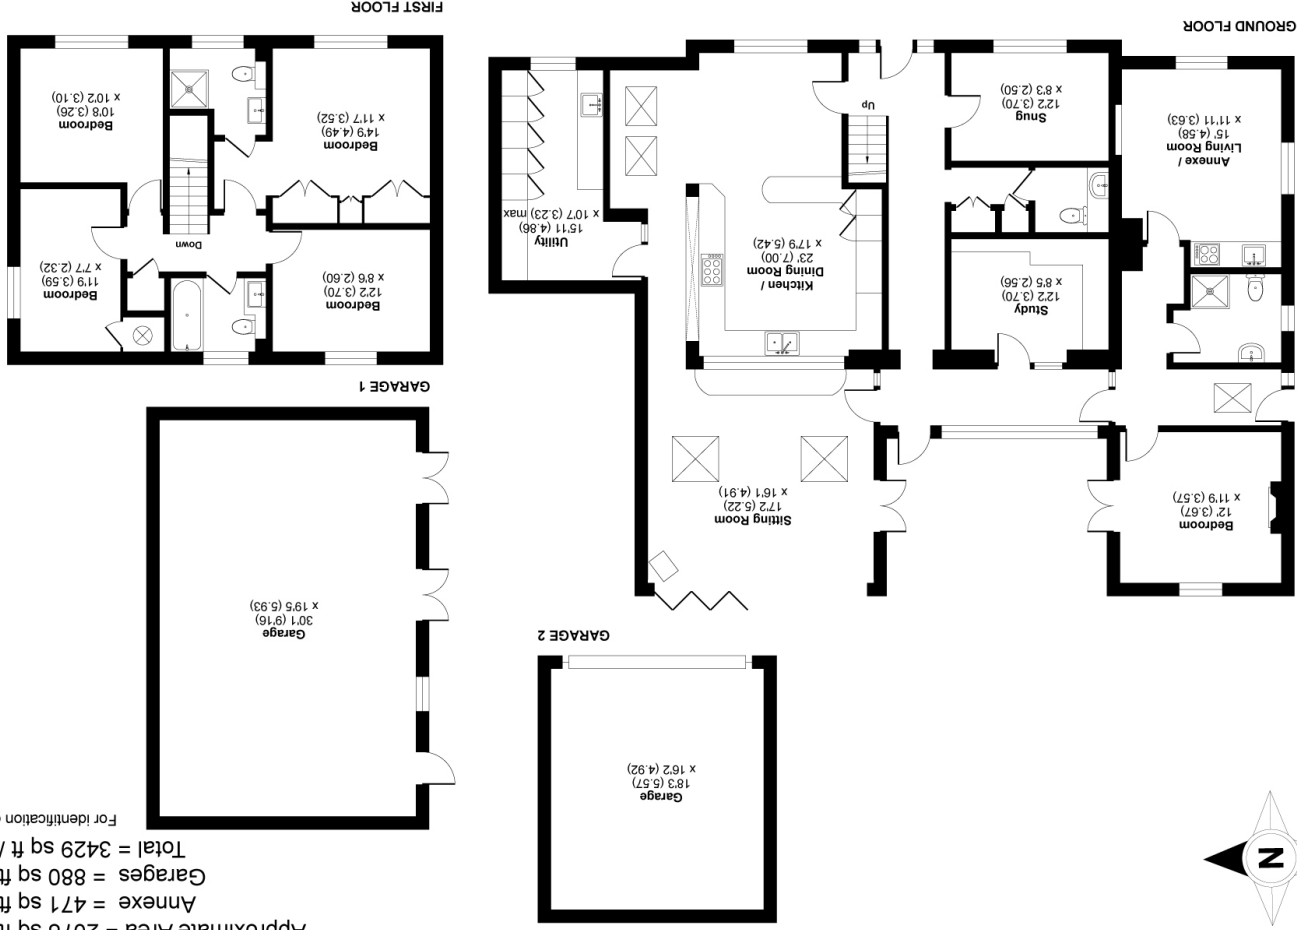 Approximate Area = 2078 sq ft
Annexe = 471 sq ft
Garages = 880 sq ft
Total = 3429 sq ft /
For identification
N
Garage
18'3 (5.57)
x 16'2 (4.92)
GARAGE 2
Garage
30'1 (9'16)
x 19'5 (5.93)
GARAGE 1
Bedroom
12' (3.67)
x 11'9 (3.57)
Sitting Room
17'2 (5.22)
x 16'1 (4.91)
Study
12'2 (3.70)
x 8'5 (2.56)
Kitchen /
Dining Room
23' (7.00)
x 17'9 (5.42)
Utility
15'11 (4.86)
x 10'7 (3.23) max
Annexe /
Living Room
15' (4.58)
x 11'11 (3.63)
Snug
12'2 (3.70)
x 8'3 (2.50)
Up
GROUND FLOOR
Bedroom
12'2 (3.70)
x 8'6 (2.60)
Bedroom
11'9 (3.59)
x 7'7 (2.32)
Down
Bedroom
14'9 (4.49)
x 11'7 (3.52)
Bedroom
10'8 (3.26)
x 10'2 (3.10)
FIRST FLOOR